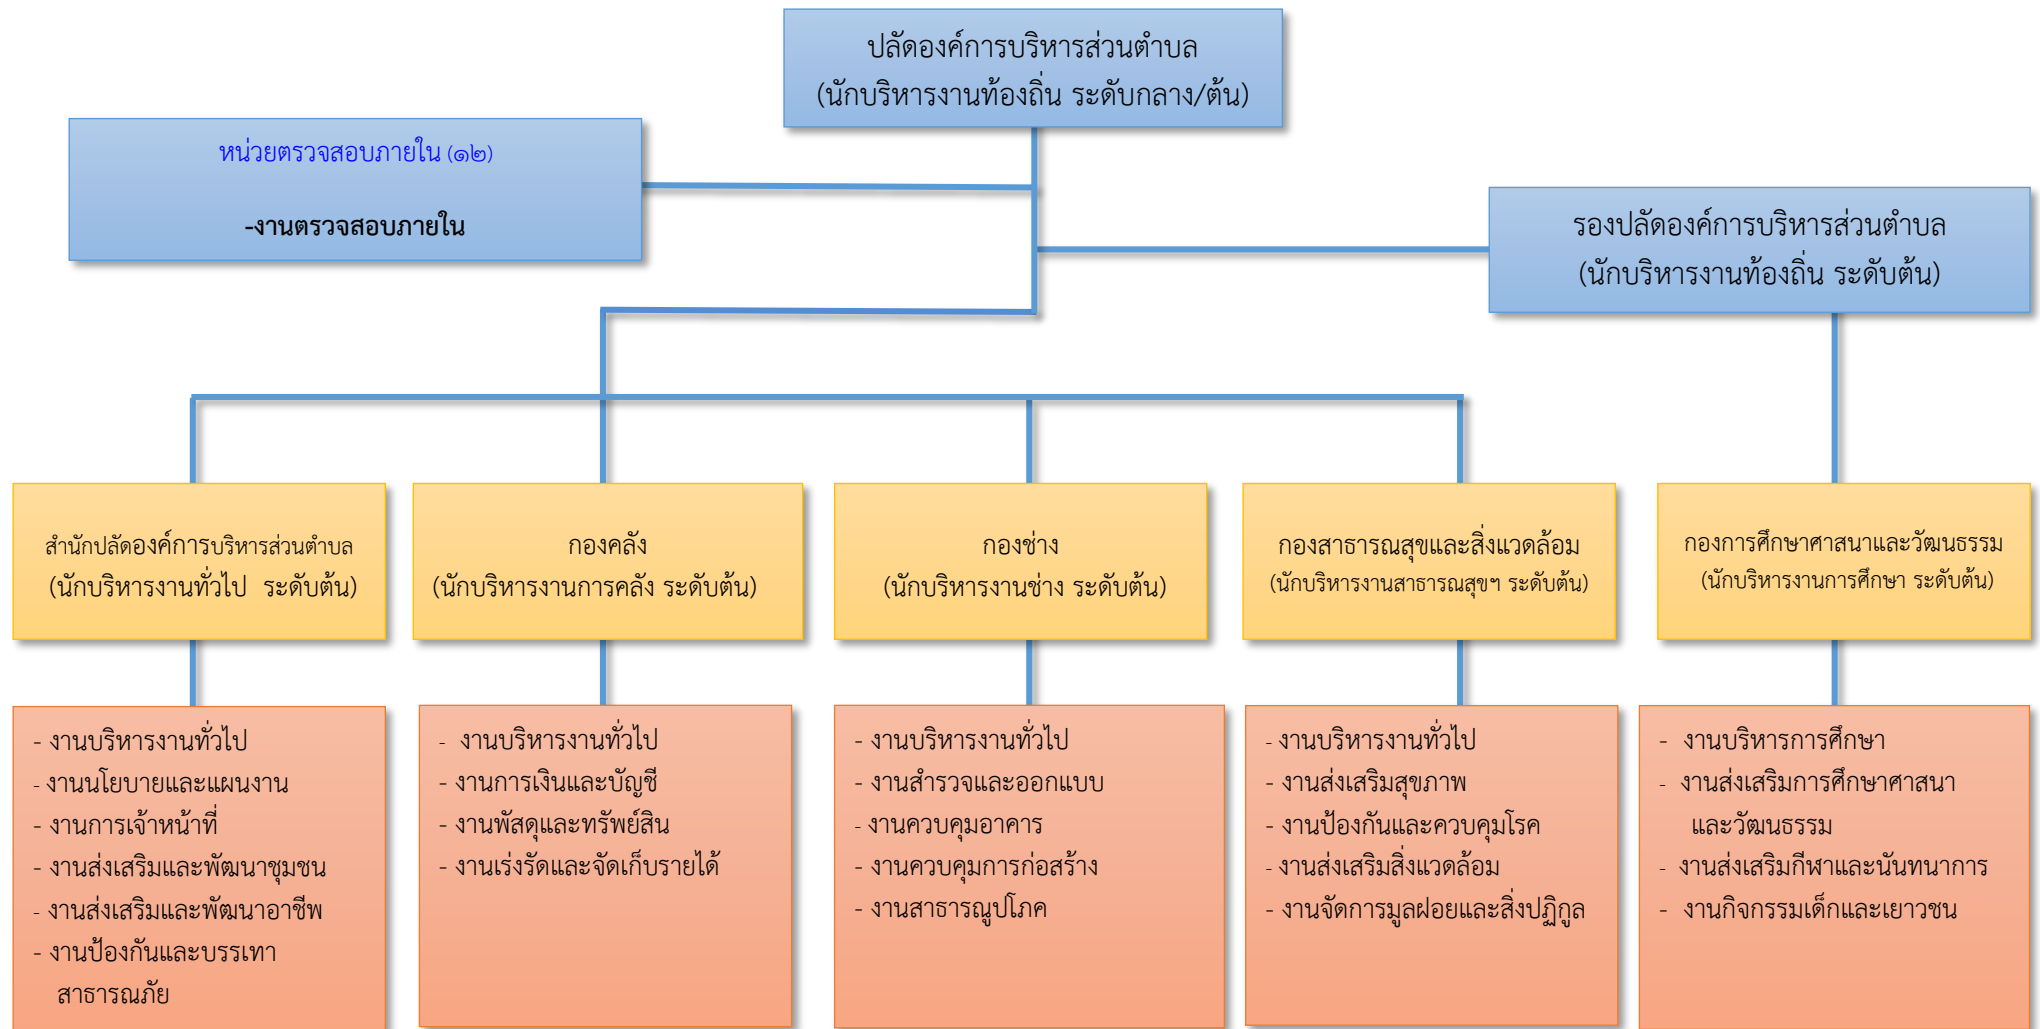 ปลัดองค์การบริหารส่วนตำบล
(นักบริหารงานท้องถิ่น ระดับกลาง/ต้น)
หน่วยตรวจสอบภายใน (๑๒)
-งานตรวจสอบภายใน
รองปลัดองค์การบริหารส่วนตำบล
(นักบริหารงานท้องถิ่น ระดับต้น)
สำนักปลัดองค์การบริหารส่วนตำบล
(นักบริหารงานทั่วไป ระดับต้น)
กองคลัง
(นักบริหารงานการคลัง ระดับต้น)
กองช่าง
(นักบริหารงานช่าง ระดับต้น)
กองสาธารณสุขและสิ่งแวดล้อม
(นักบริหารงานสาธารณสุขฯ ระดับต้น)
กองการศึกษาศาสนาและวัฒนธรรม
(นักบริหารงานการศึกษา ระดับต้น)
- งานบริหารงานทั่วไป
- งานนโยบายและแผนงาน
- งานการเจ้าหน้าที่
- งานส่งเสริมและพัฒนาชุมชน
- งานส่งเสริมและพัฒนาอาชีพ
- งานป้องกันและบรรเทา
สาธารณภัย
- งานบริหารงานทั่วไป
- งานการเงินและบัญชี
- งานพัสดุและทรัพย์สิน
- งานเร่งรัดและจัดเก็บรายได้
- งานบริหารงานทั่วไป
- งานสำรวจและออกแบบ
- งานควบคุมอาคาร
- งานควบคุมการก่อสร้าง
- งานสาธารณูปโภค
- งานบริหารงานทั่วไป
- งานส่งเสริมสุขภาพ
- งานป้องกันและควบคุมโรค
- งานส่งเสริมสิ่งแวดล้อม
- งานจัดการมูลฝอยและสิ่งปฏิกูล
- งานบริหารการศึกษา
- งานส่งเสริมการศึกษาศาสนา
และวัฒนธรรม
- งานส่งเสริมกีฬาและนันทนาการ
- งานกิจกรรมเด็กและเยาวชน